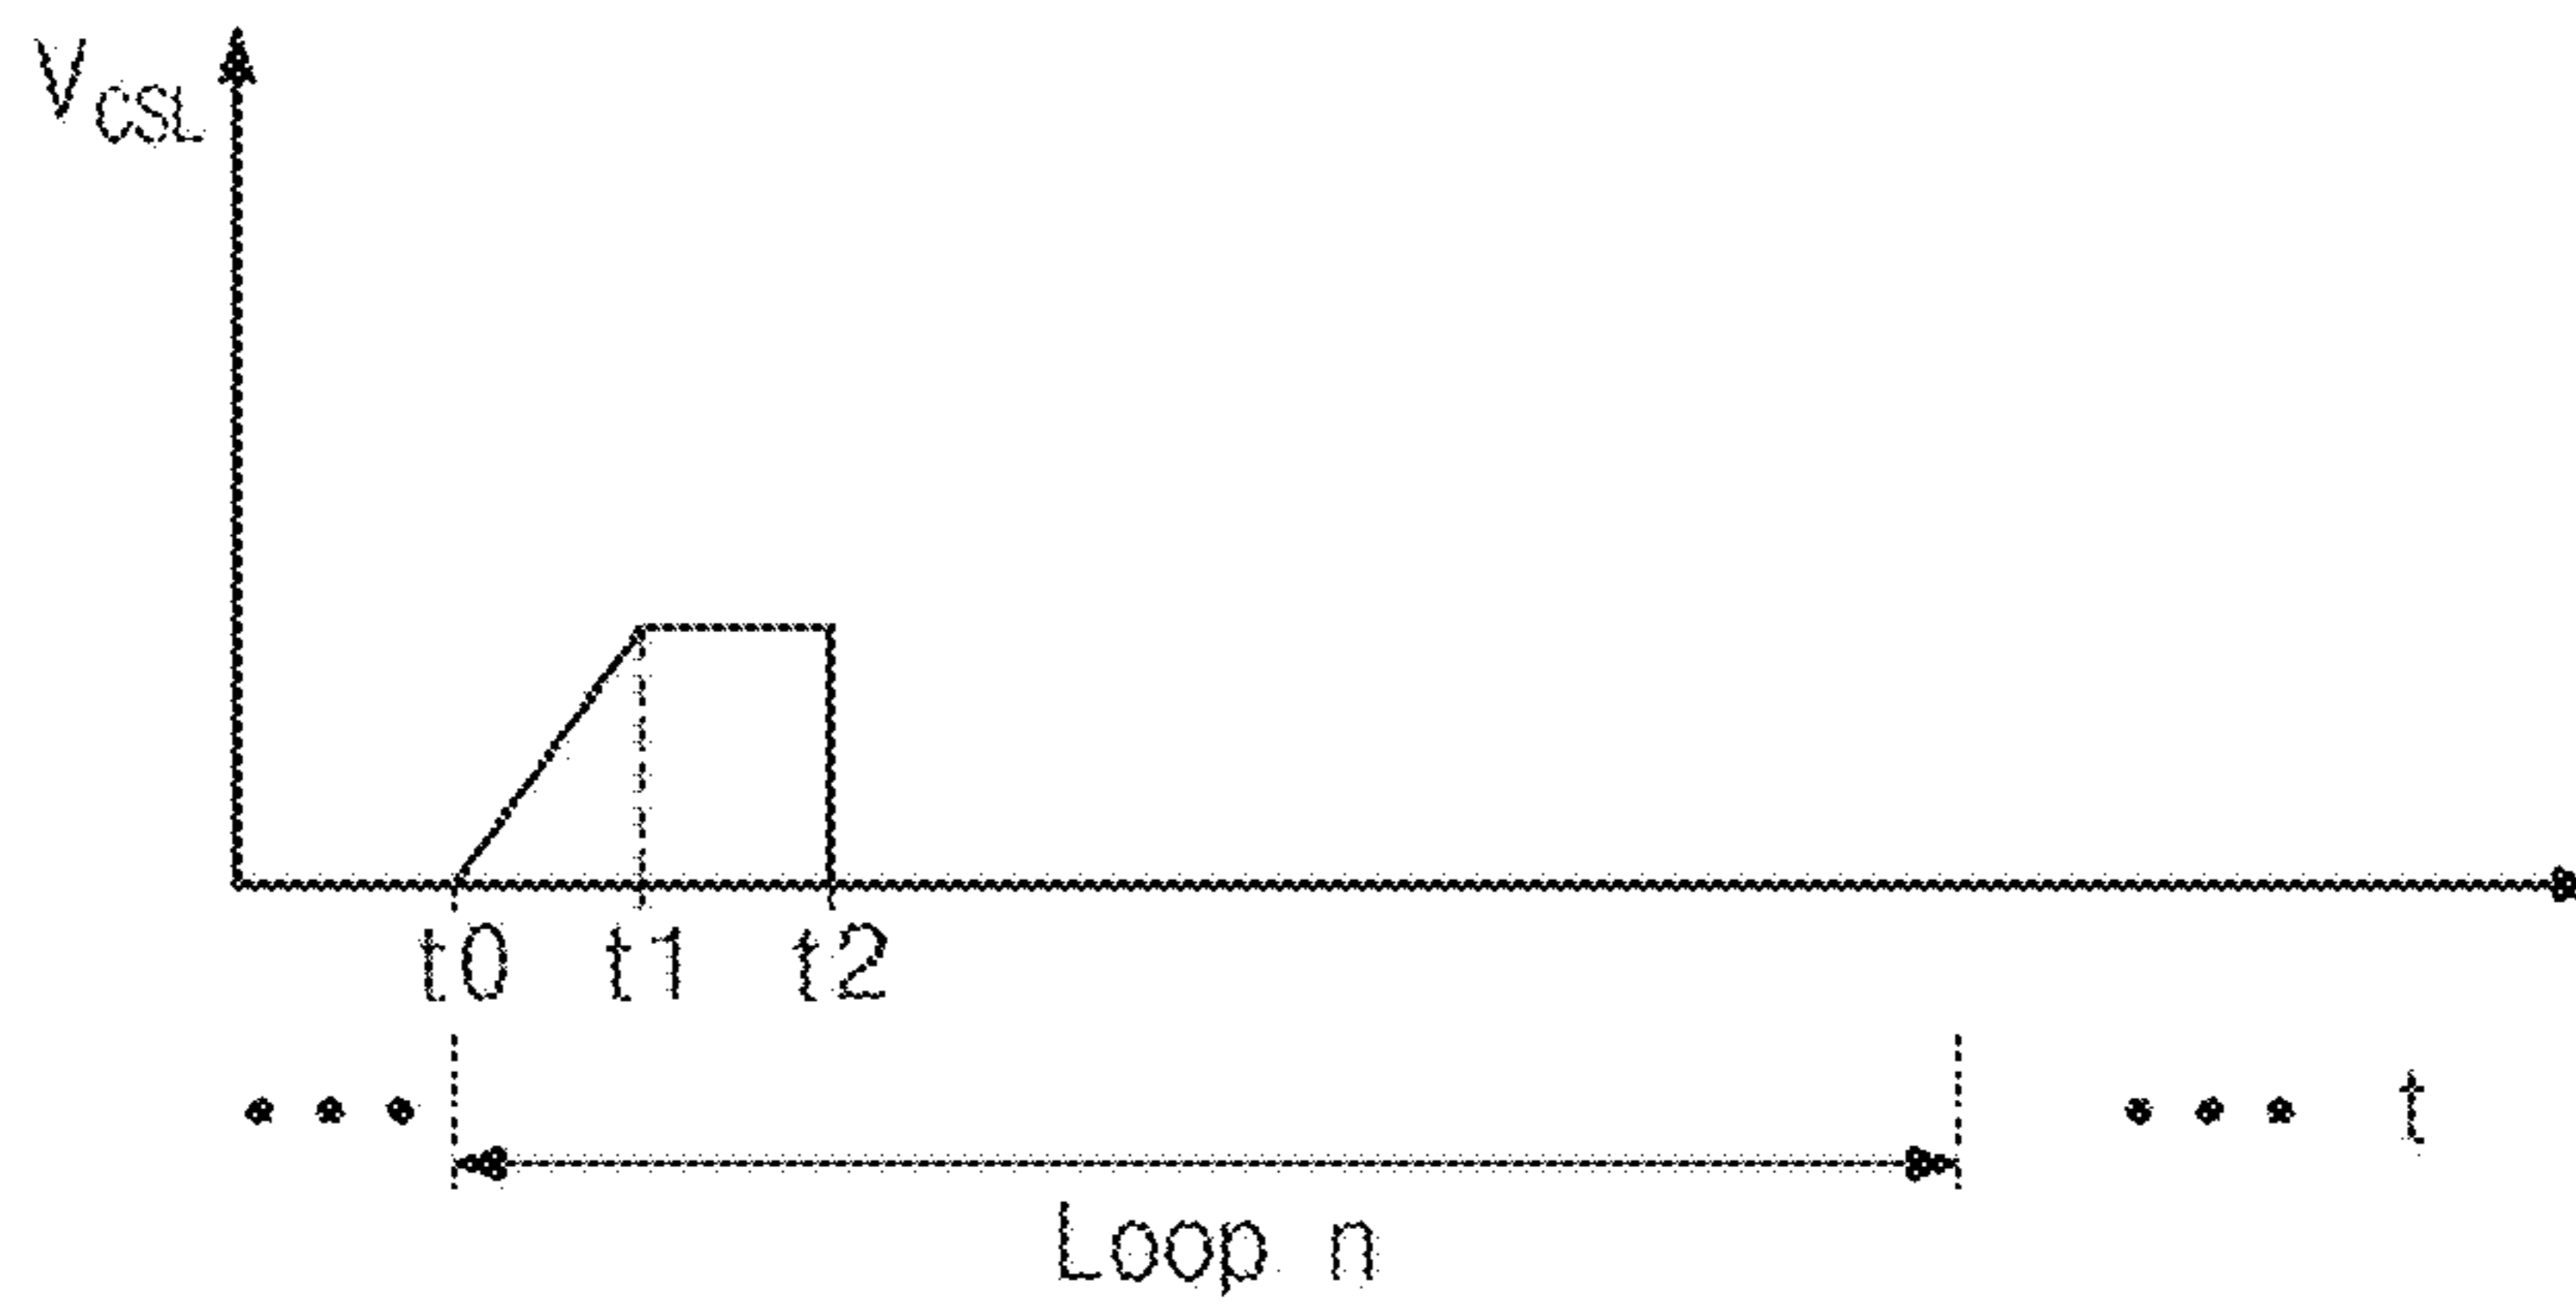 VCSL
t0 t1 t2
• • • • • • t
Loop n